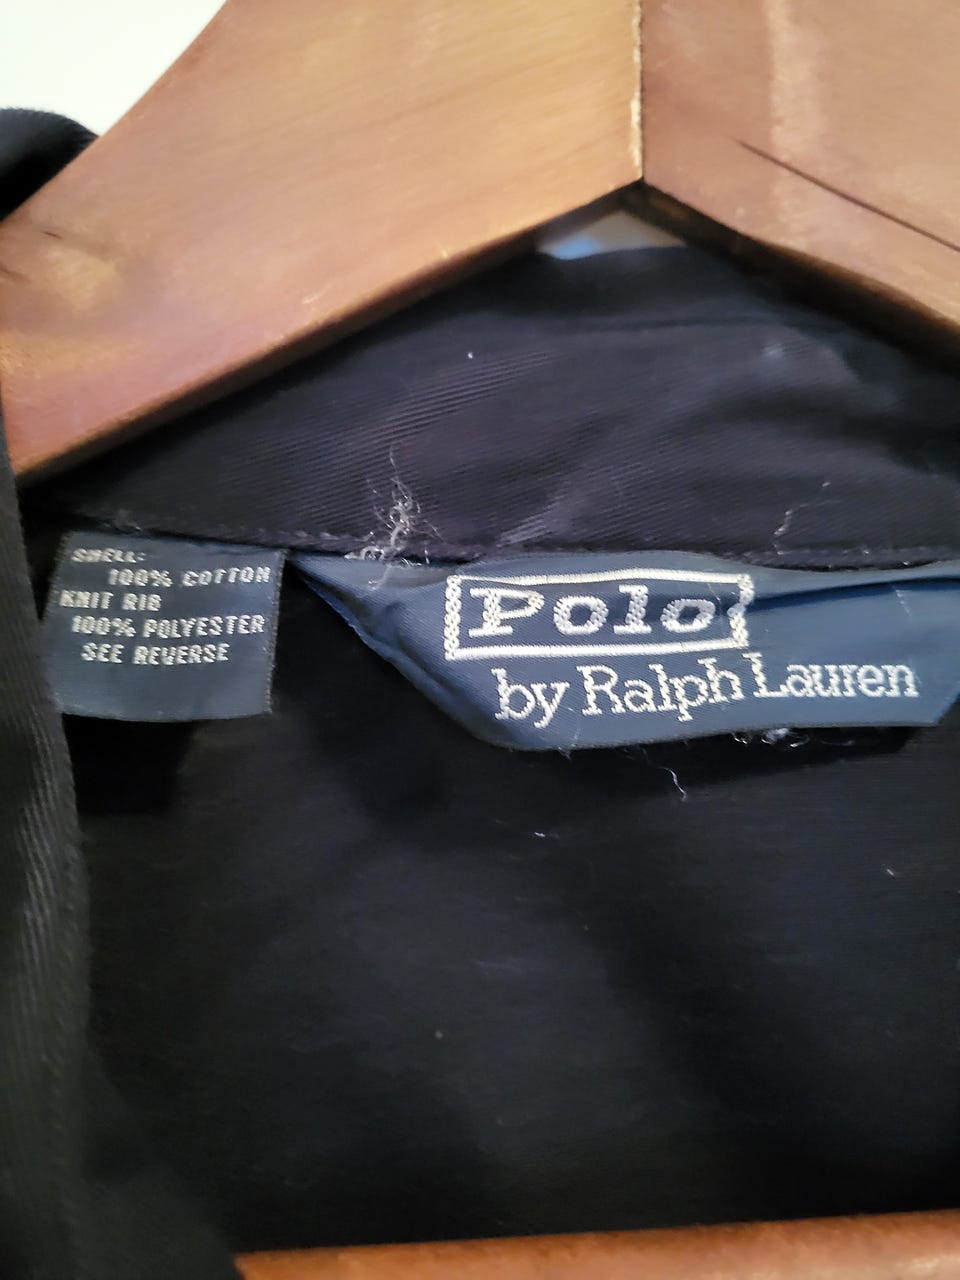 SHELL:
100% COTTON
KNIT RIB
100% POLYESTER
SEE REVERSE
Polo
by Ralph Lauren